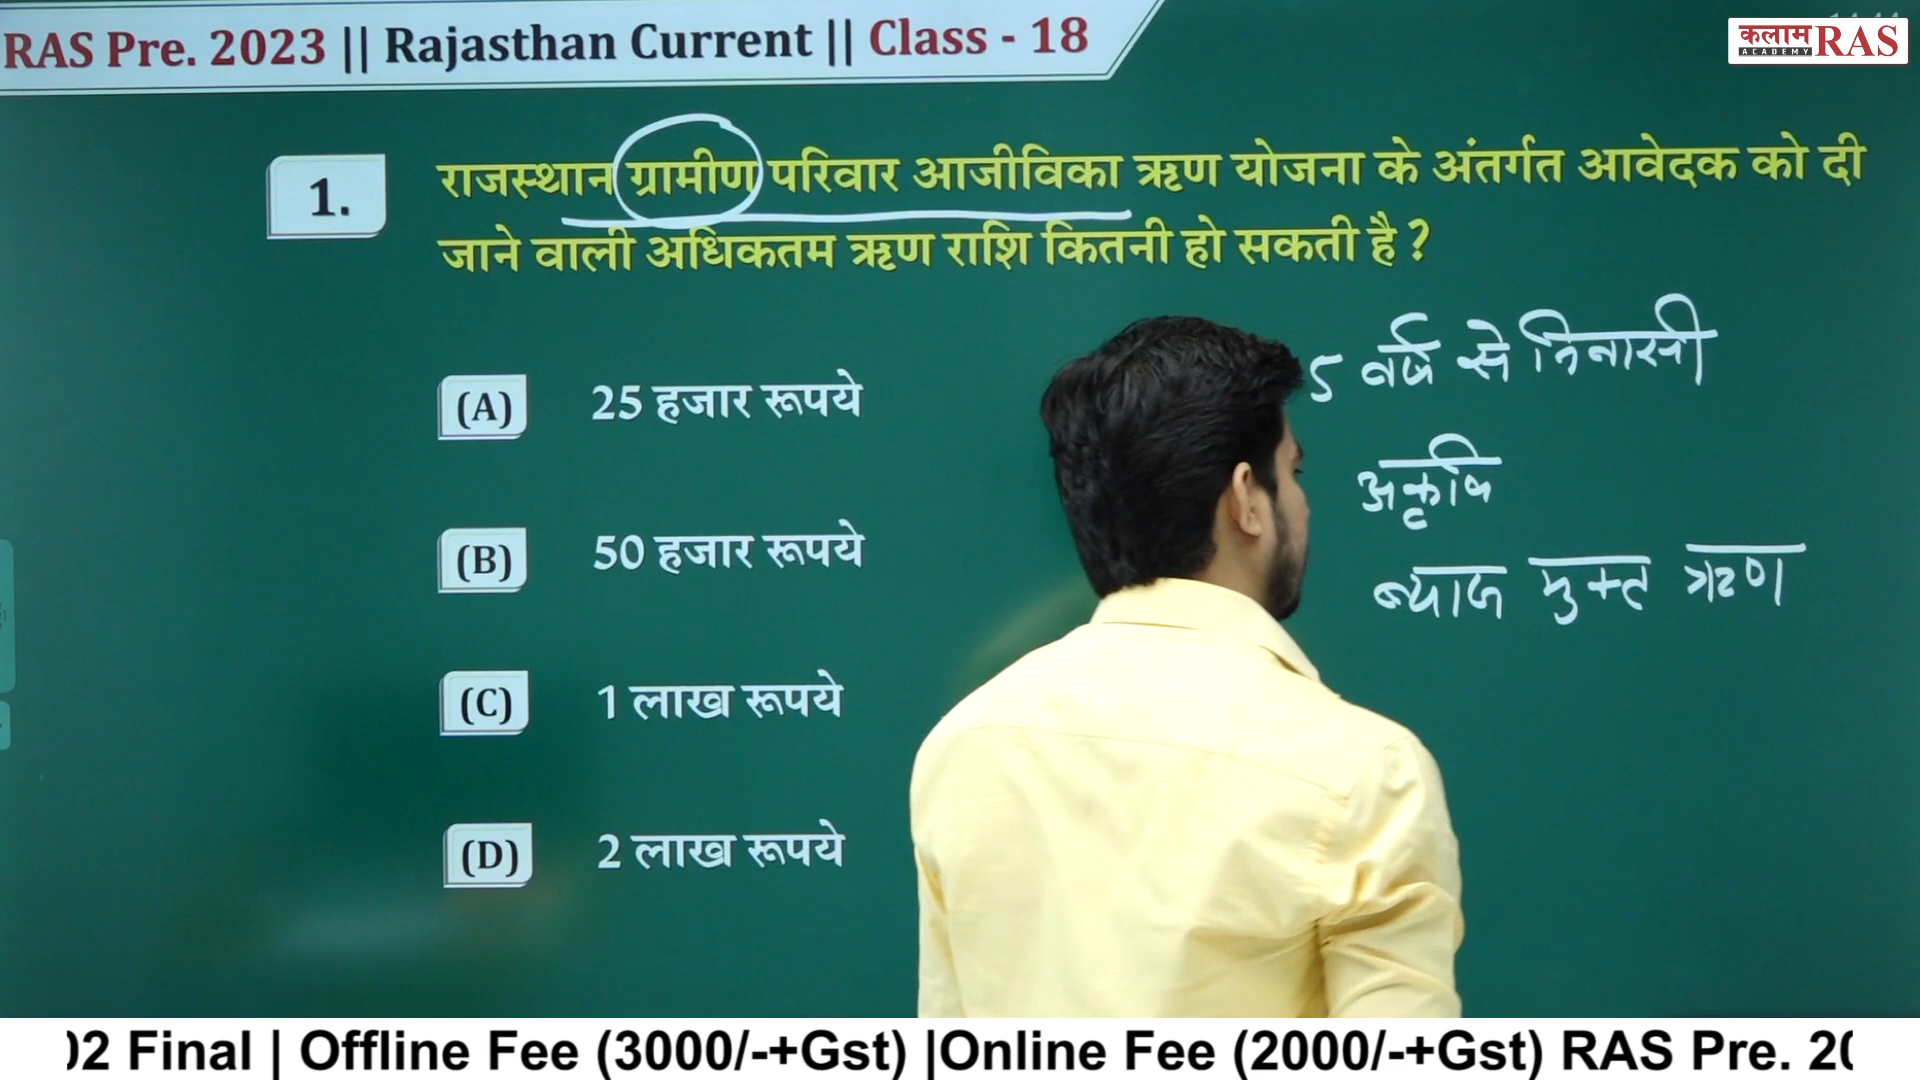 RAS Pre. 2023 || Rajasthan Current || Class - 18
कलाम RAS
ACADEMY
1.
राजस्थान ग्रामीण परिवार आजीविका ऋण योजना के अंतर्गत आवेदक को दी
जाने वाली अधिकतम ऋण राशि कितनी हो सकती है ?
(A) 25 हजार रूपये
(B) 50 हजार रूपये
(C) 1 लाख रूपये
(D) 2 लाख रूपये
5 वर्ष से निवासी
अकृषि
ब्याज मुक्त ऋण
02 Final | Offline Fee (3000/-+Gst) |Online Fee (2000/-+Gst) RAS Pre. 20